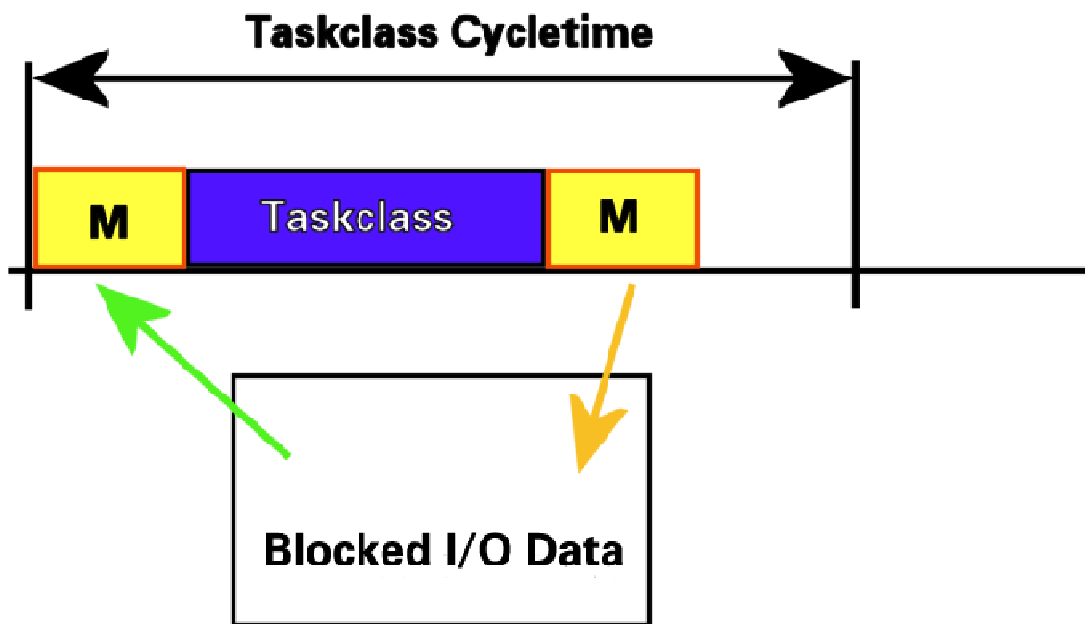 Taskclass Cycletime
M
Taskclass
M
Blocked I/O Data